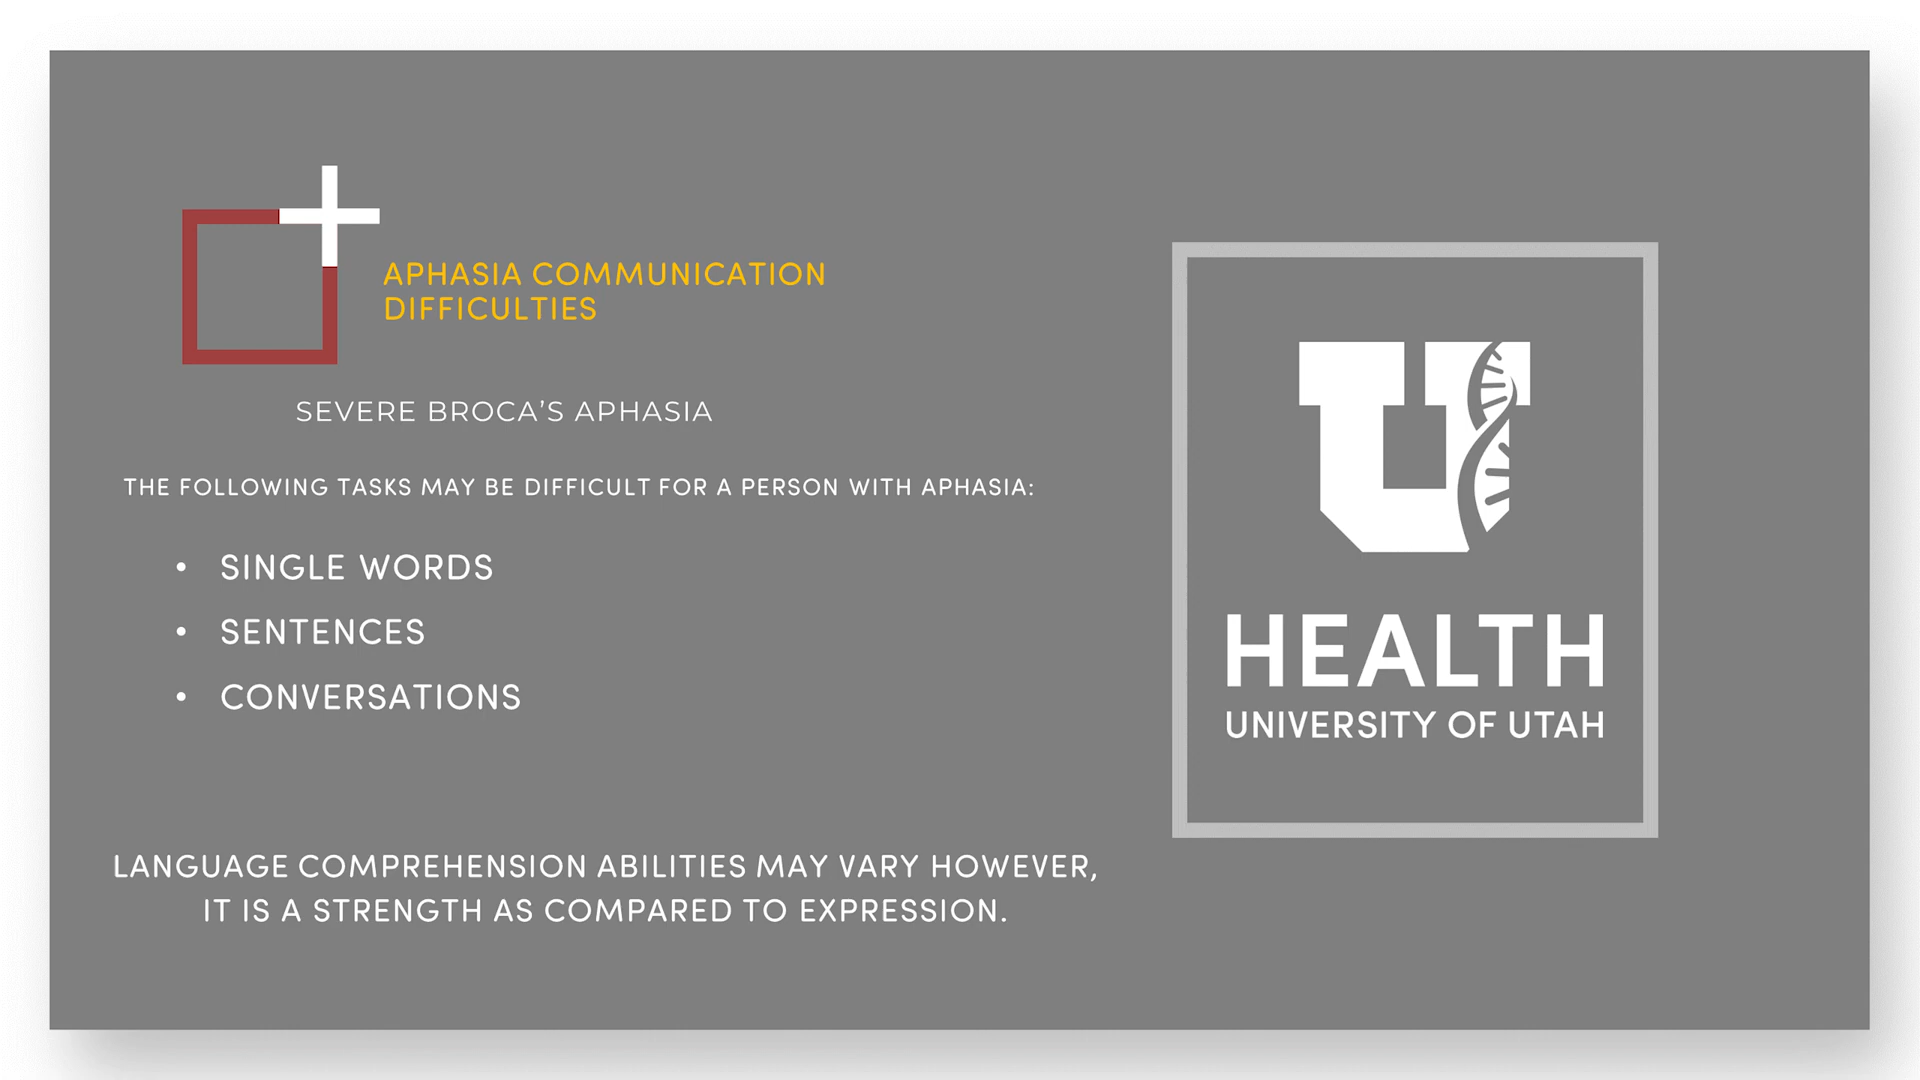 APHASIA COMMUNICATION
DIFFICULTIES
SEVERE BROCA’S APHASIA
THE FOLLOWING TASKS MAY BE DIFFICULT FOR A PERSON WITH APHASIA:
• SINGLE WORDS
• SENTENCES
• CONVERSATIONS
LANGUAGE COMPREHENSION ABILITIES MAY VARY HOWEVER,
IT IS A STRENGTH AS COMPARED TO EXPRESSION.
U
HEALTH
UNIVERSITY OF UTAH